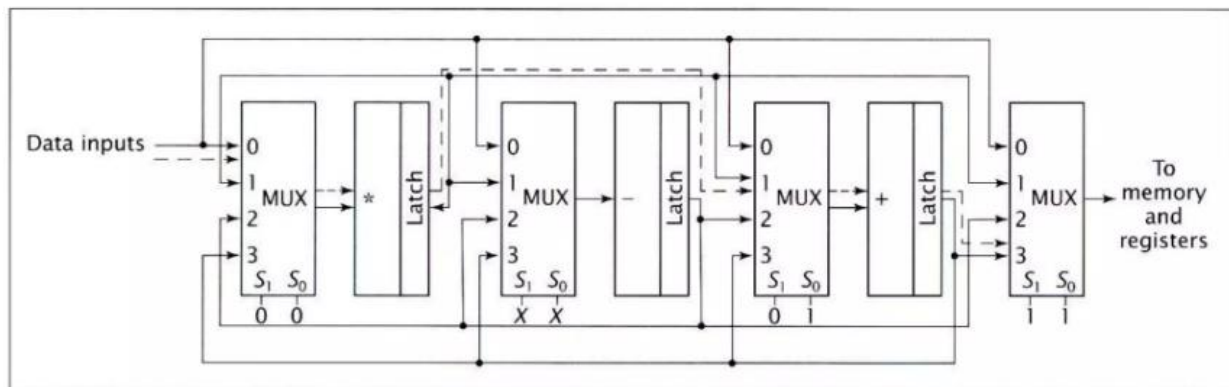 Data inputs
0
1
MUX
2
3
S1 S0
0 0
*
Latch
0
1
MUX
2
3
S1 S0
X X
–
Latch
0
1
MUX
2
3
S1 S0
0 1
+
Latch
0
1
MUX
2
3
S1 S0
1 1
To
memory
and
registers